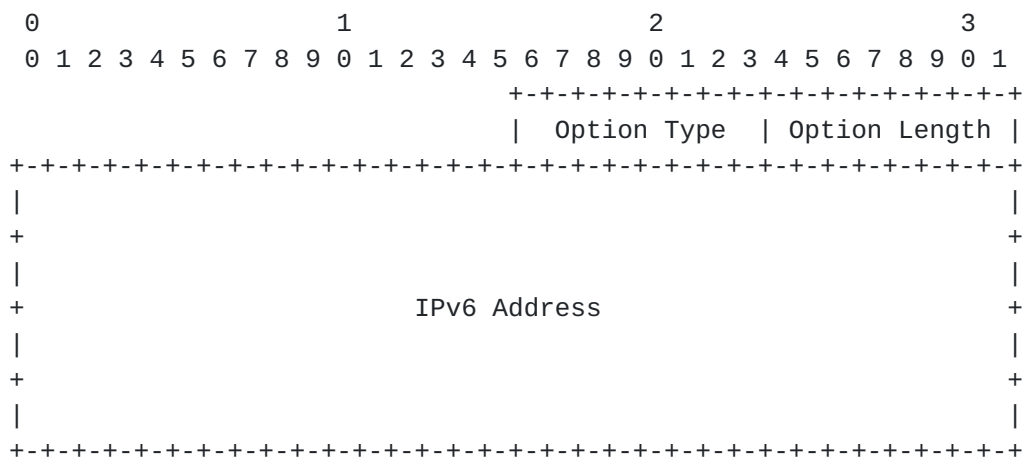 0                   1                   2                   3
 0 1 2 3 4 5 6 7 8 9 0 1 2 3 4 5 6 7 8 9 0 1 2 3 4 5 6 7 8 9 0 1
                                +-+-+-+-+-+-+-+-+-+-+-+-+-+-+-+-+
                                |  Option Type  | Option Length |
+-+-+-+-+-+-+-+-+-+-+-+-+-+-+-+-+-+-+-+-+-+-+-+-+-+-+-+-+-+-+-+-+
|                                                               |
+                                                               +
|                                                               |
+                         IPv6 Address                          +
|                                                               |
+                                                               +
|                                                               |
+-+-+-+-+-+-+-+-+-+-+-+-+-+-+-+-+-+-+-+-+-+-+-+-+-+-+-+-+-+-+-+-+